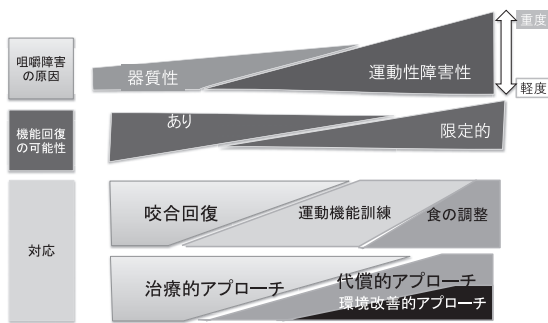 咀嚼障害
の原因
器質性
運動性障害性
重度
軽度
機能回復
の可能性
あり
限定的
対応
咬合回復
運動機能訓練
食の調整
治療的アプローチ
代償的アプローチ
環境改善的アプローチ